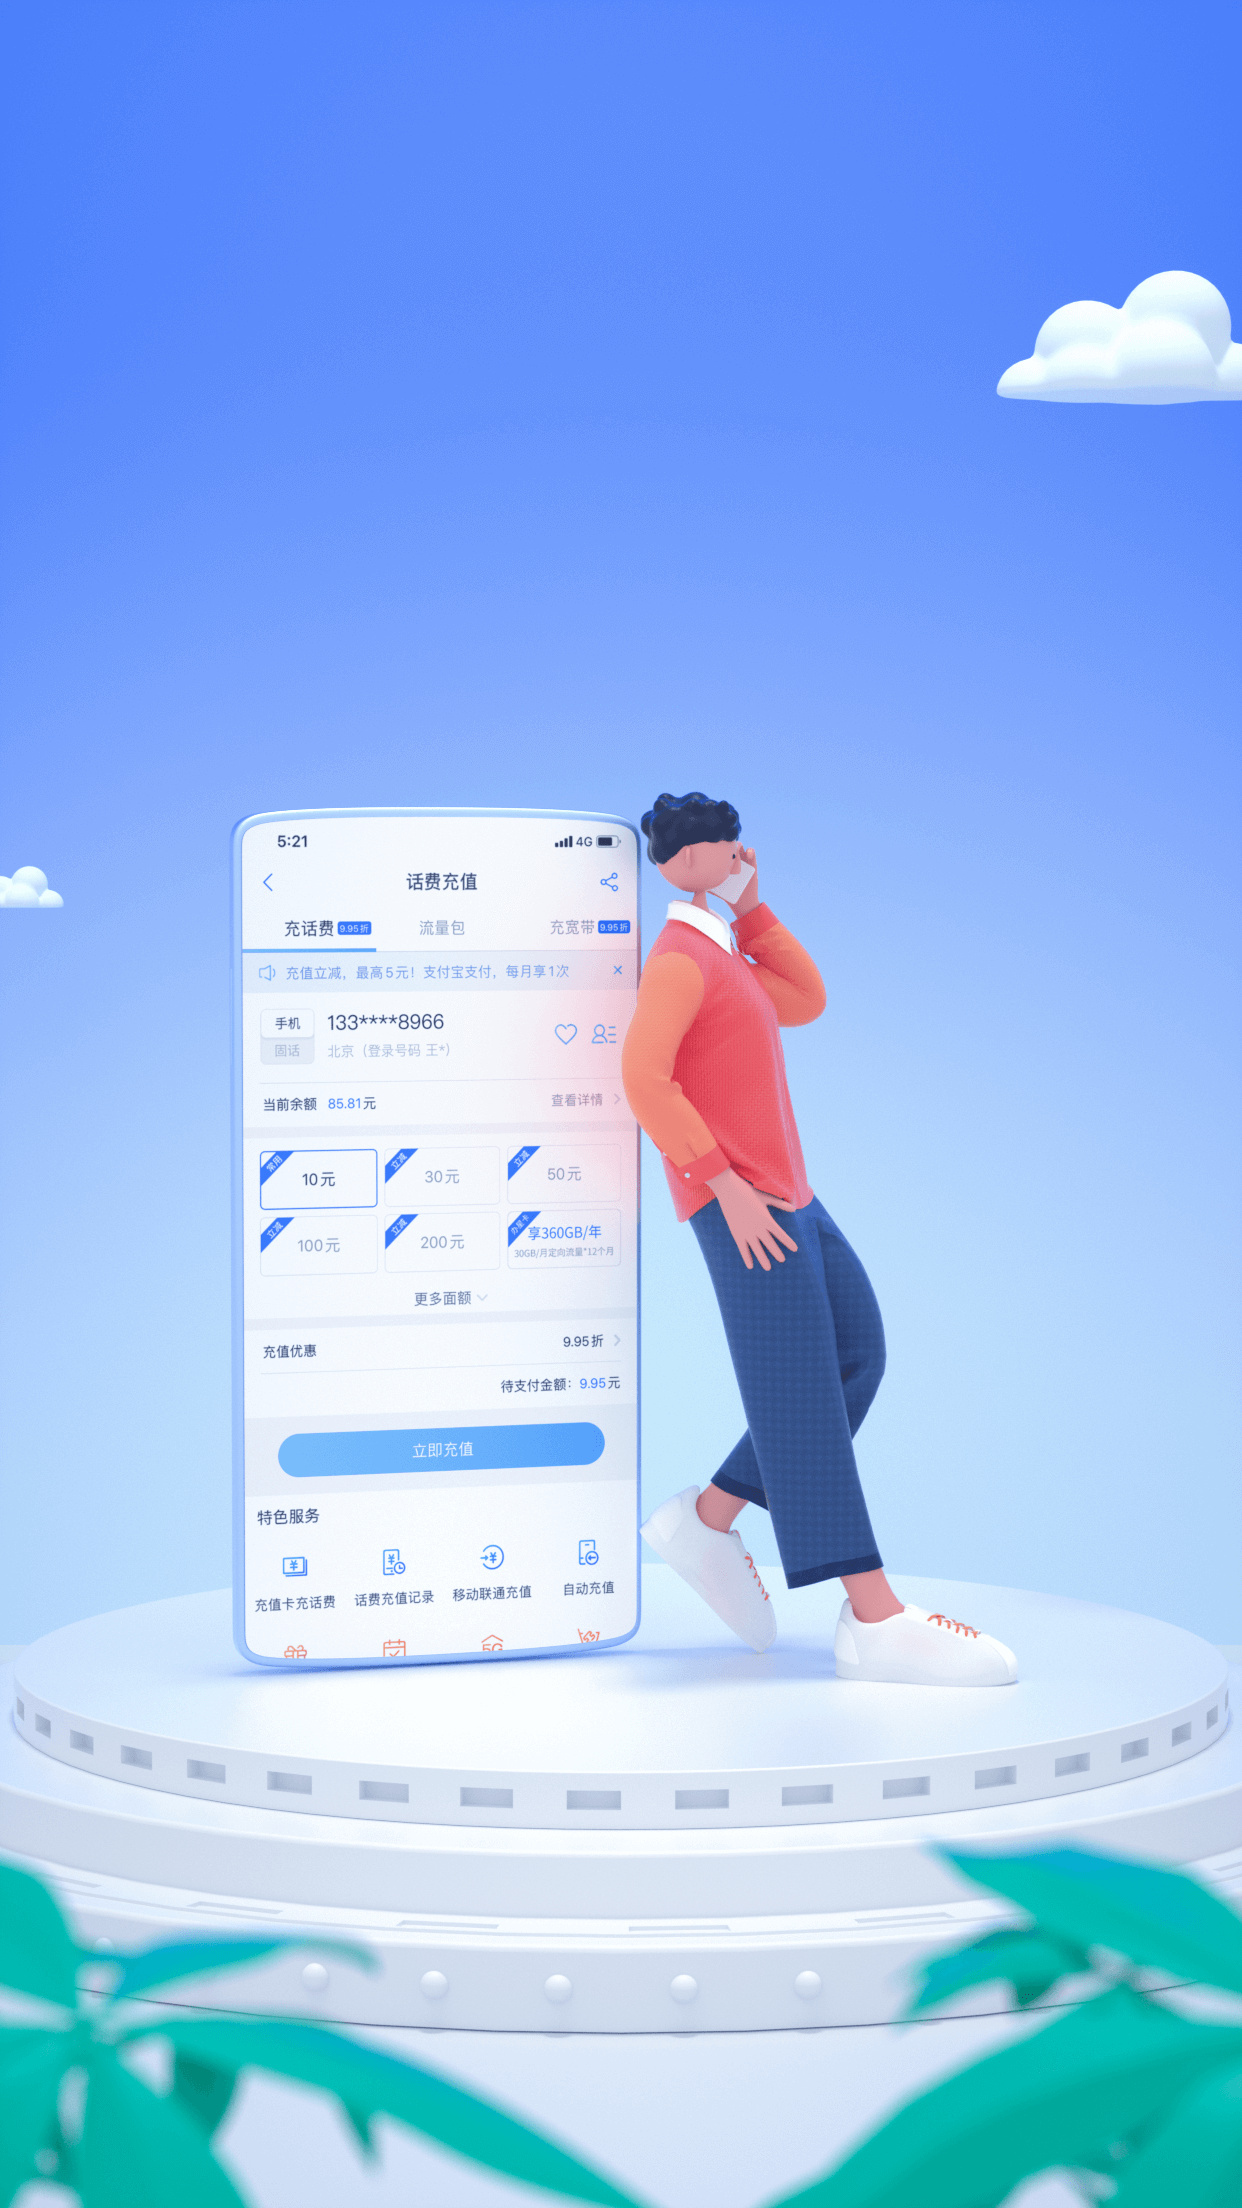 5:21 4G
话费充值
充话费 9.95折 流量包 充宽带 9.95折
充值立减，最高5元！支付宝支付，每月享1次 ×
手机 133****8966
固话 北京（登录号码 王*）
当前余额 85.81元 查看详情
常用 10元 立减 30元 立减 50元
立减 100元 立减 200元 办星卡 享360GB/年
30GB/月定向流量*12个月
更多面额
充值优惠 9.95折
待支付金额：9.95元
立即充值
特色服务
充值卡充话费 话费充值记录 移动联通充值 自动充值
5G